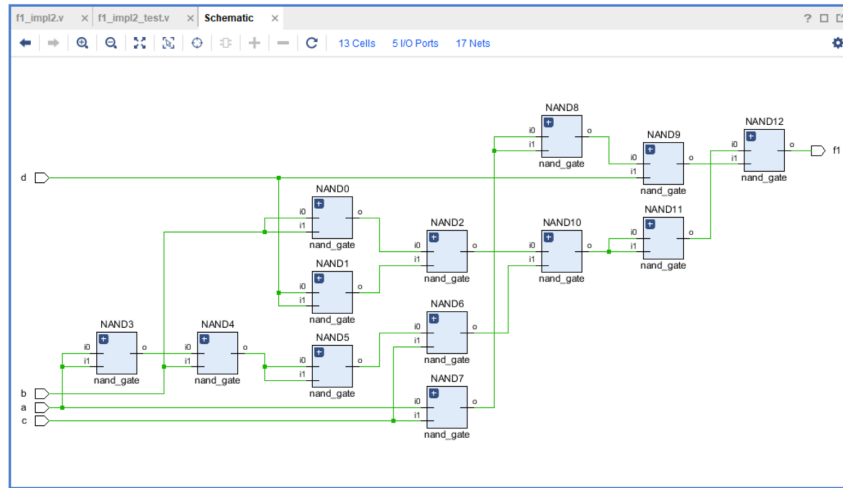 f1_impl2.v × f1_impl2_test.v × Schematic ×
? 
13 Cells 5 I/O Ports 17 Nets
NAND8
i0 o
i1
nand_gate
NAND12
i0 o f1
i1
nand_gate
NAND9
i0 o
i1
nand_gate
d
NAND0
i0 o
i1
nand_gate
NAND2
i0 o
i1
nand_gate
NAND10
i0 o
i1
nand_gate
NAND11
i0 o
i1
nand_gate
NAND1
i0 o
i1
nand_gate
NAND3
i0 o
i1
nand_gate
NAND4
i0 o
i1
nand_gate
NAND5
i0 o
i1
nand_gate
NAND6
i0 o
i1
nand_gate
NAND7
i0 o
i1
nand_gate
b
a
c